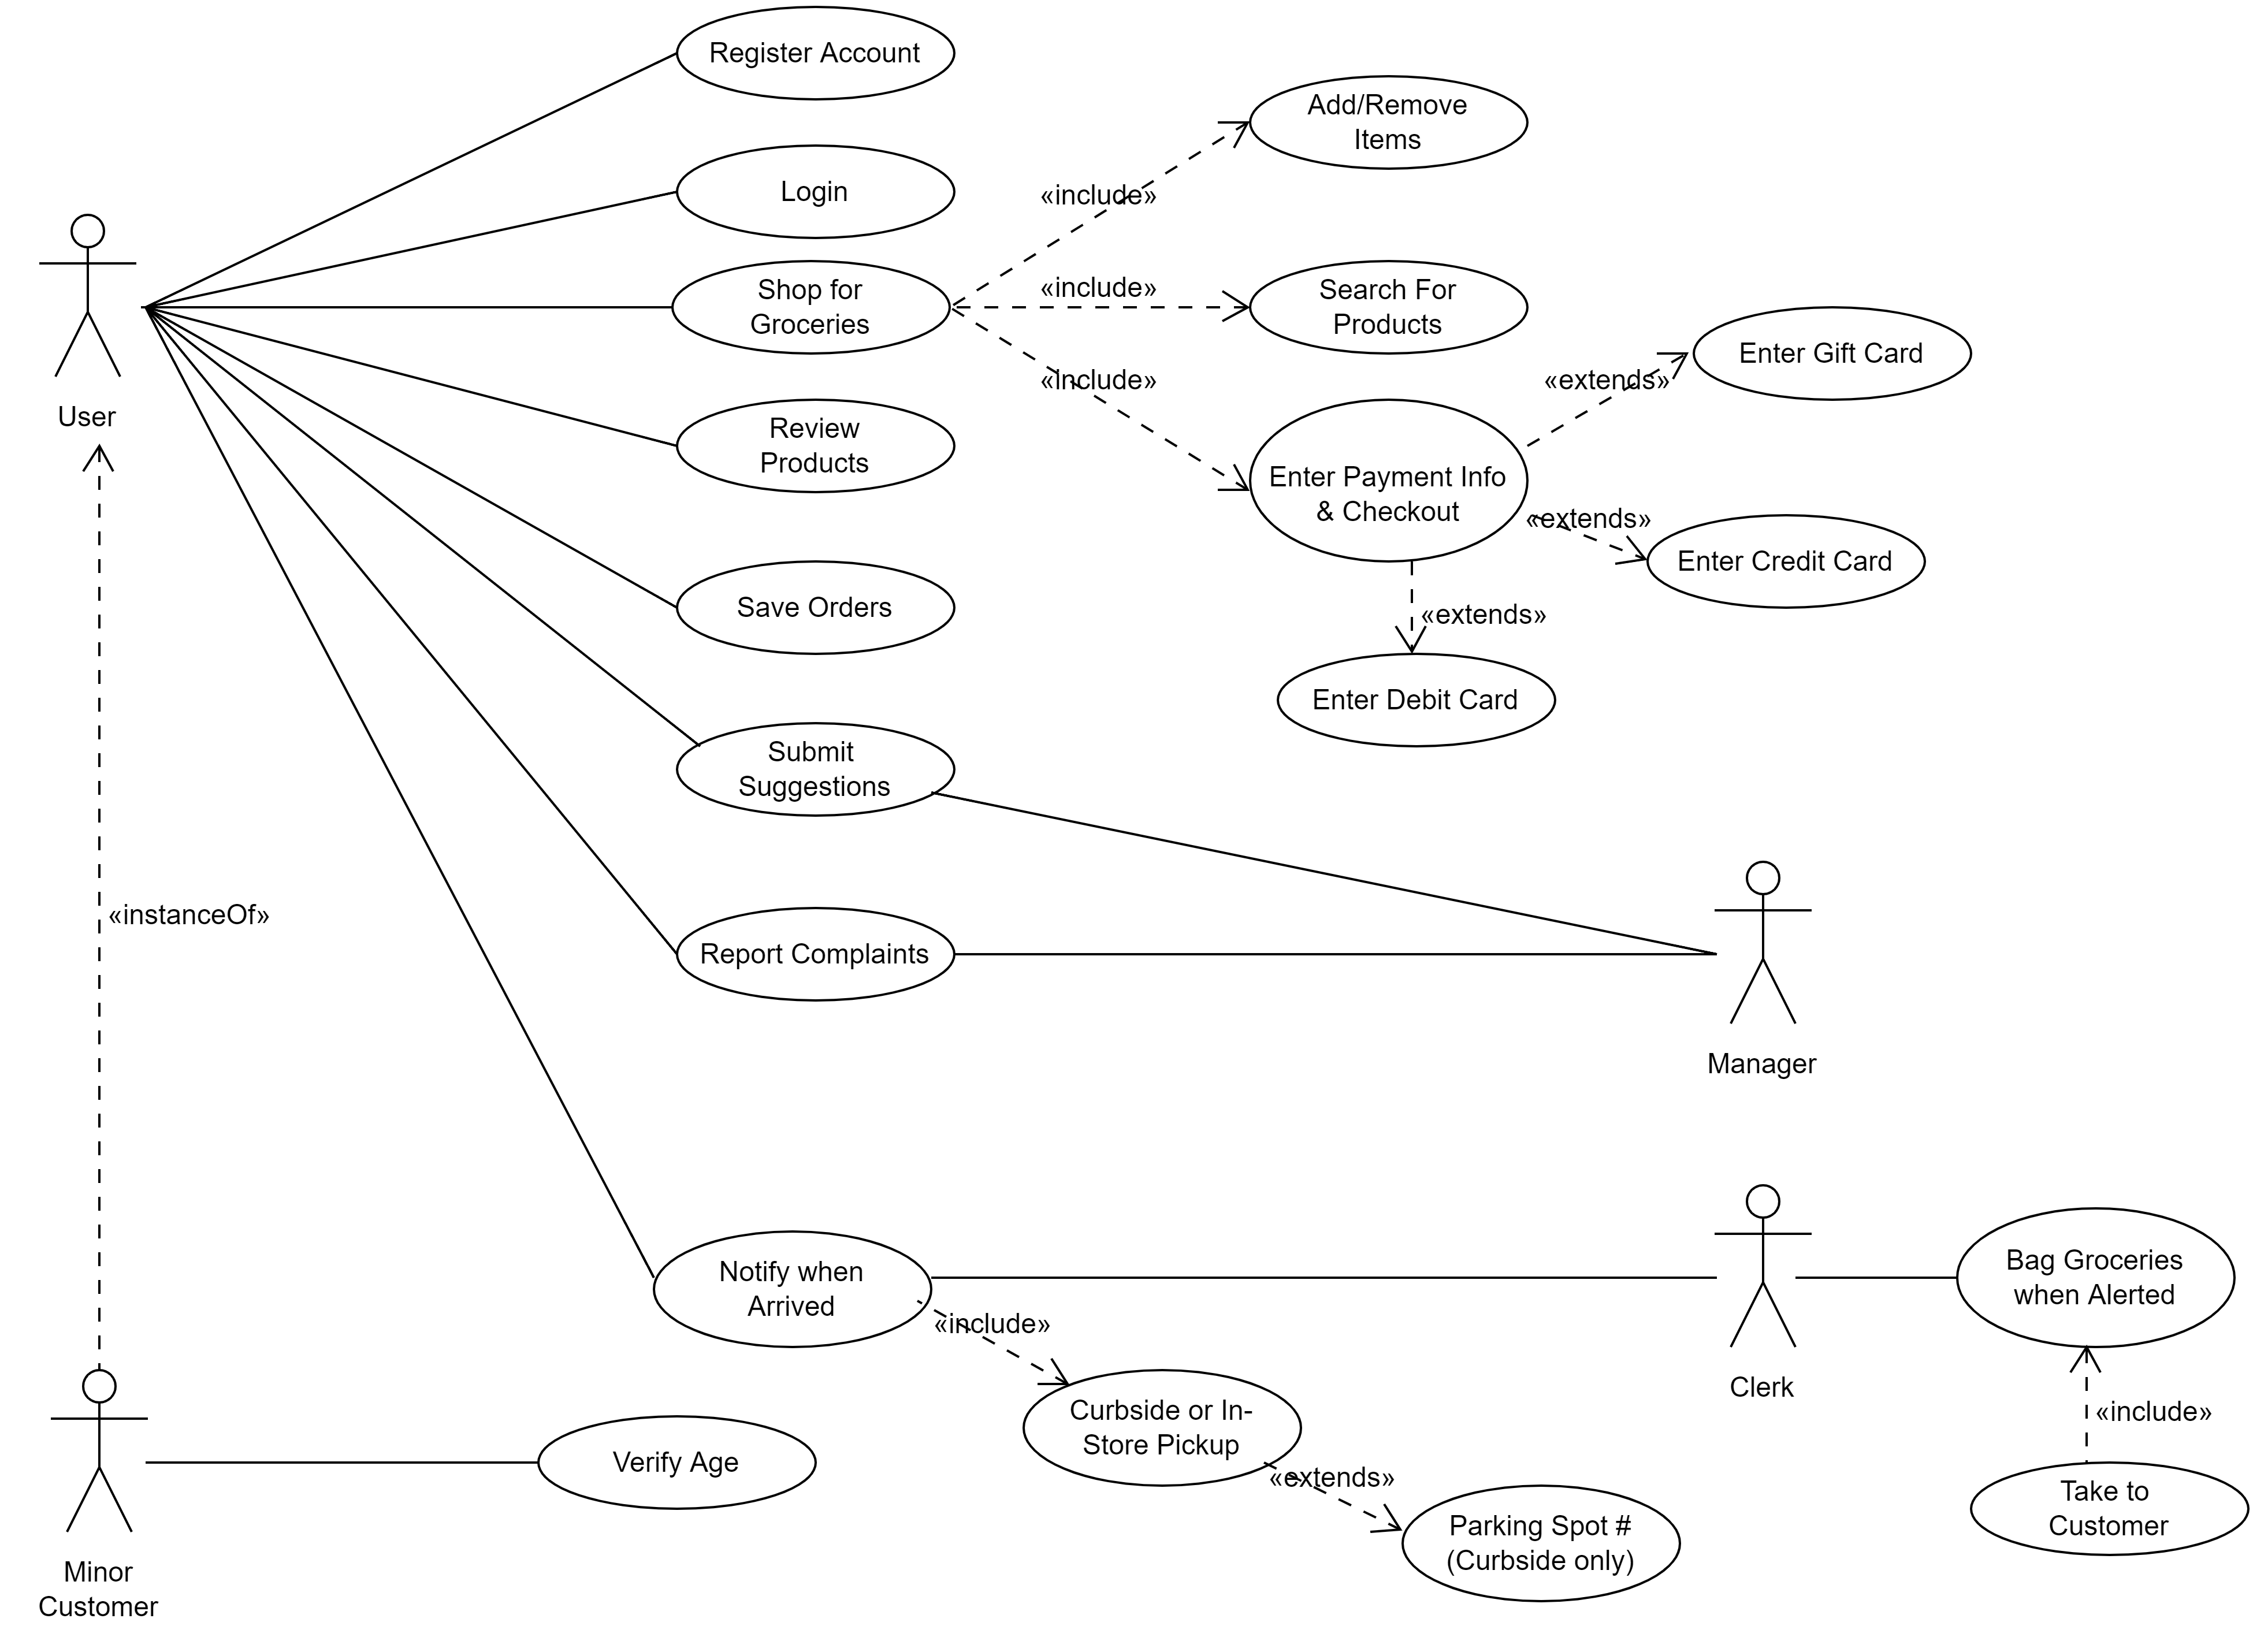 Register Account
Add/Remove
Items
Login
«include»
Shop for
Groceries
«include»
Search For
Products
«include»
User
Review
Products
Enter Gift Card
«extends»
Enter Payment Info
& Checkout
«extends»
Enter Credit Card
Save Orders
«extends»
Enter Debit Card
Submit
Suggestions
«instanceOf»
Report Complaints
Manager
Notify when
Arrived
Bag Groceries
when Alerted
«include»
Clerk
Curbside or In-
Store Pickup
«include»
Verify Age
«extends»
Parking Spot #
(Curbside only)
Take to
Customer
Minor
Customer